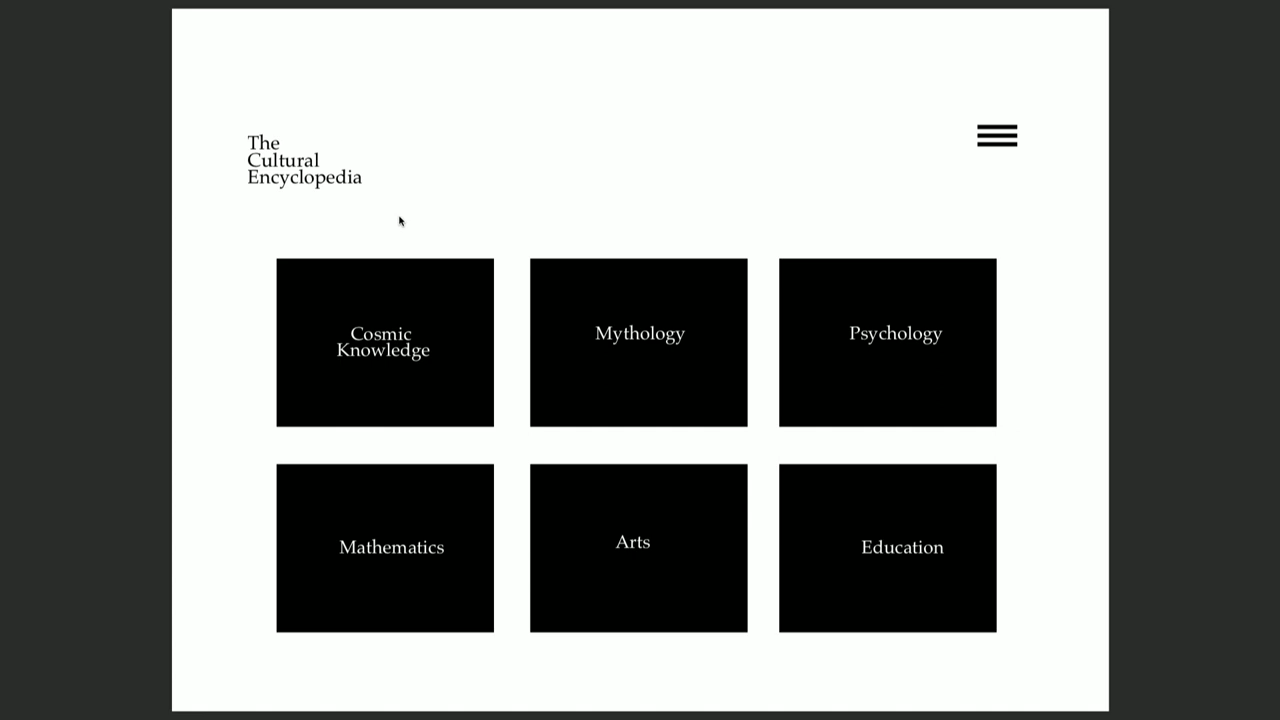 The
Cultural
Encyclopedia
Cosmic
Knowledge
Mythology
Psychology
Mathematics
Arts
Education